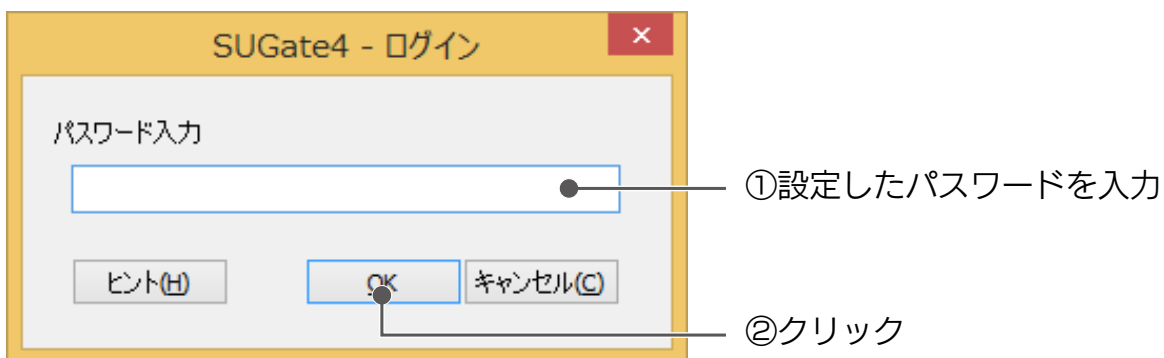 SUGate4 - ログイン
×
パスワード入力
①設定したパスワードを入力
ヒント(H)
OK
キャンセル(C)
②クリック